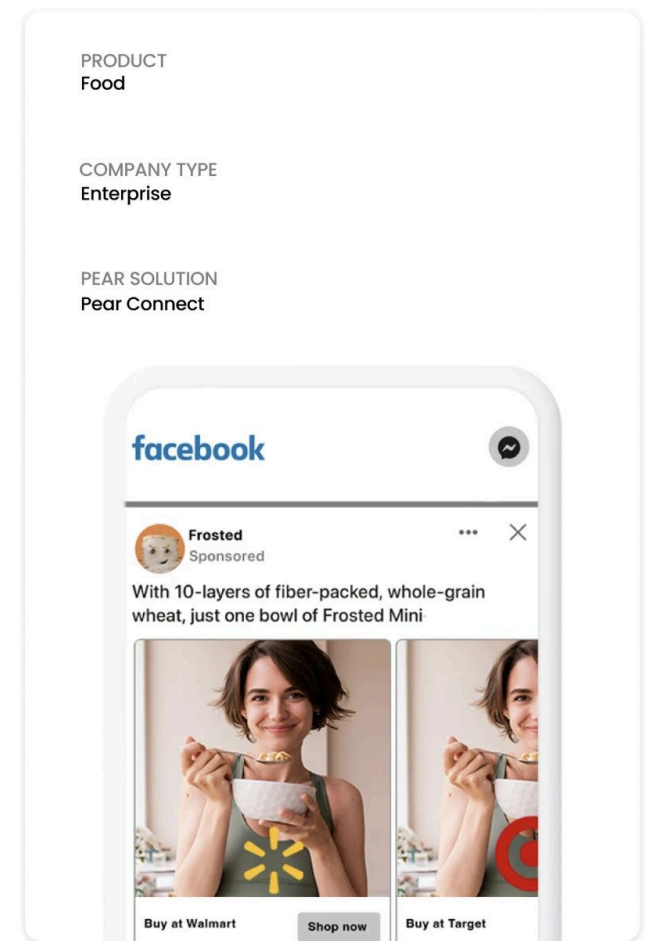 PRODUCT
Food
COMPANY TYPE
Enterprise
PEAR SOLUTION
Pear Connect
facebook
Frosted
Sponsored
With 10-layers of fiber-packed, whole-grain
wheat, just one bowl of Frosted Mini
Buy at Walmart
Shop now
Buy at Target